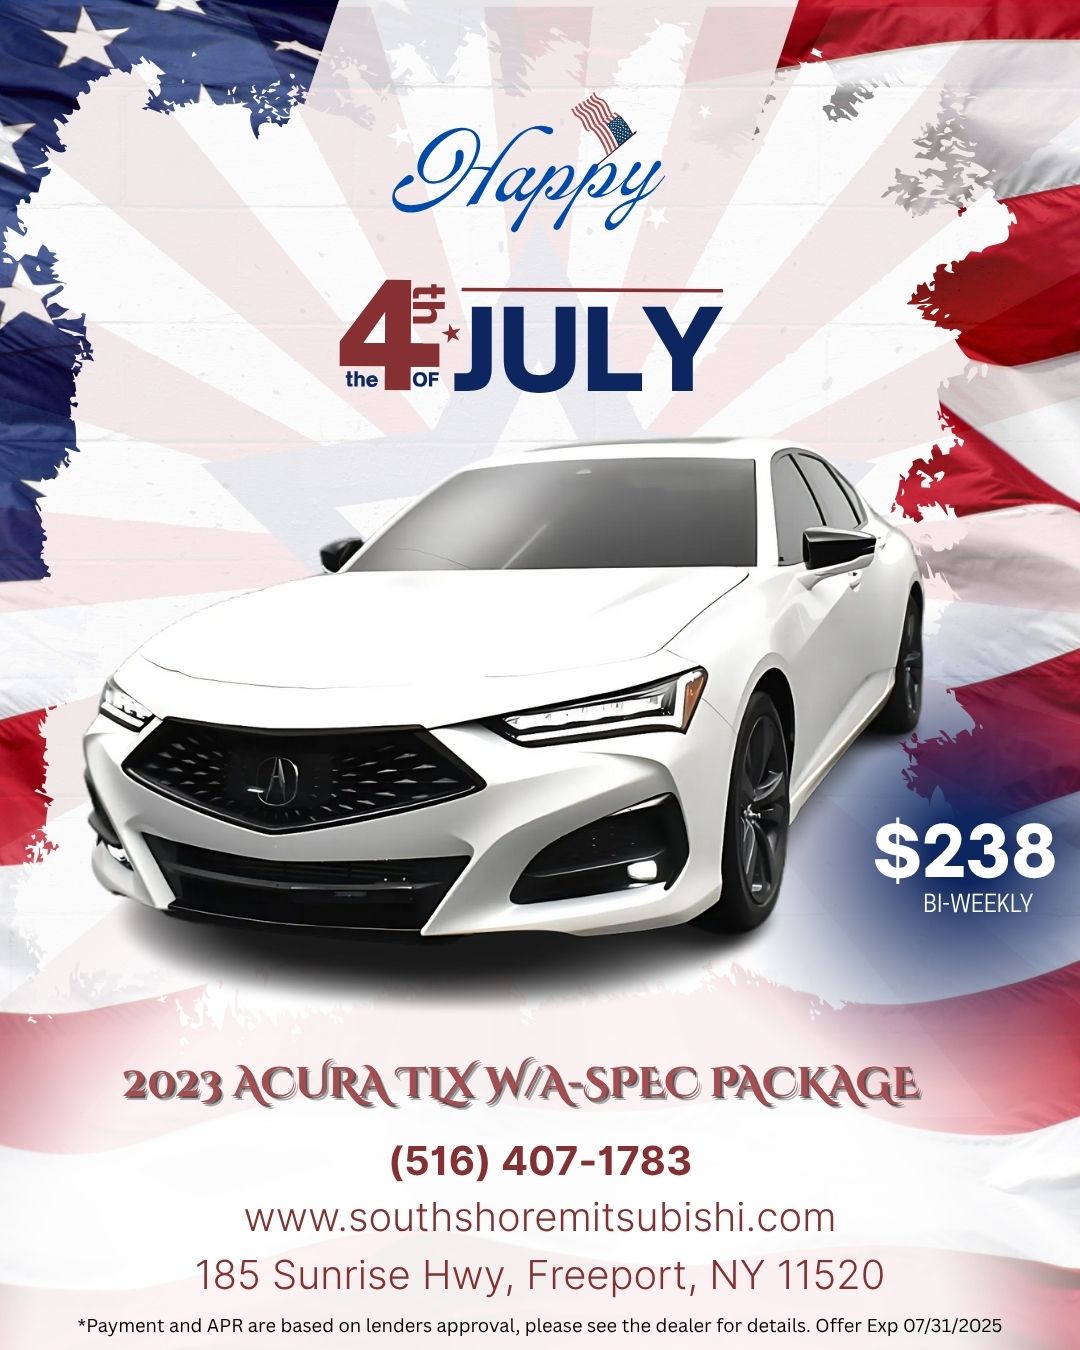 Happy
the 4th OF JULY
$238
BI-WEEKLY
2023 ACURA TLX W/A-SPEC PACKAGE
(516) 407-1783
www.southshoremitsubishi.com
185 Sunrise Hwy, Freeport, NY 11520
*Payment and APR are based on lenders approval, please see the dealer for details. Offer Exp 07/31/2025